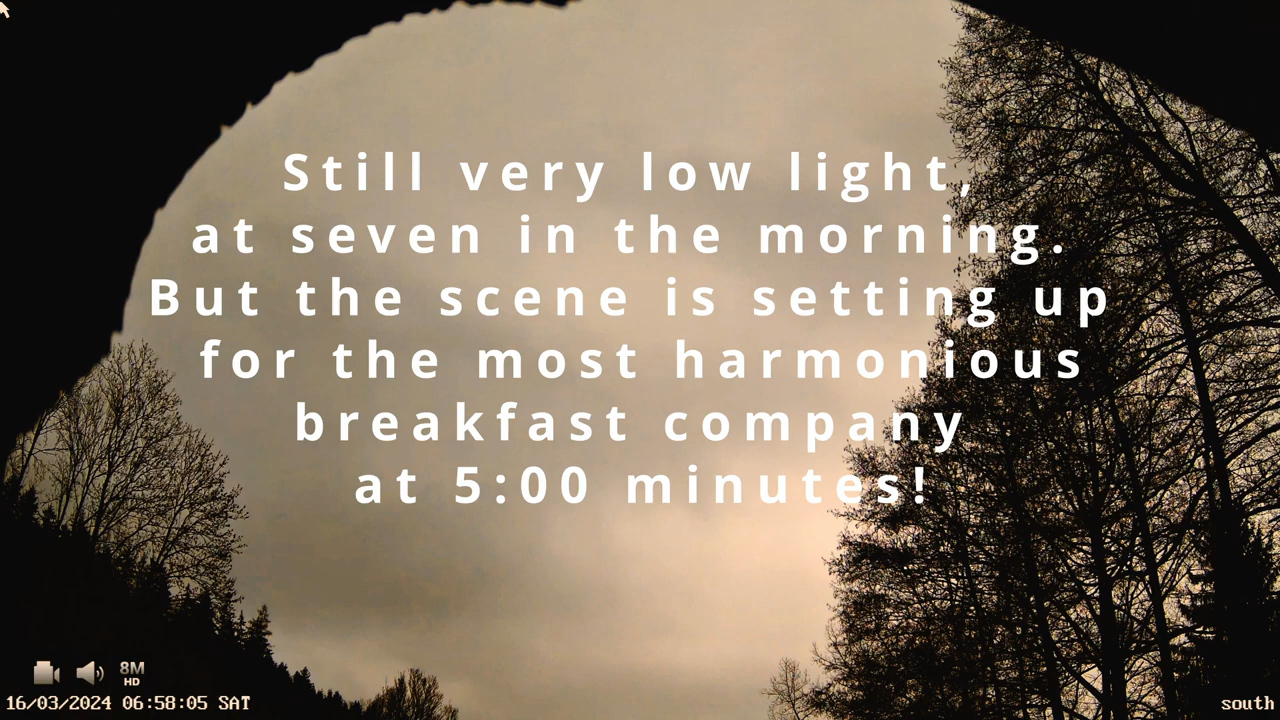 Still very low light,
at seven in the morning.
But the scene is setting up
for the most harmonious
breakfast company
at 5:00 minutes!
8M
HD
16/03/2024 06:58:05 SAT
south